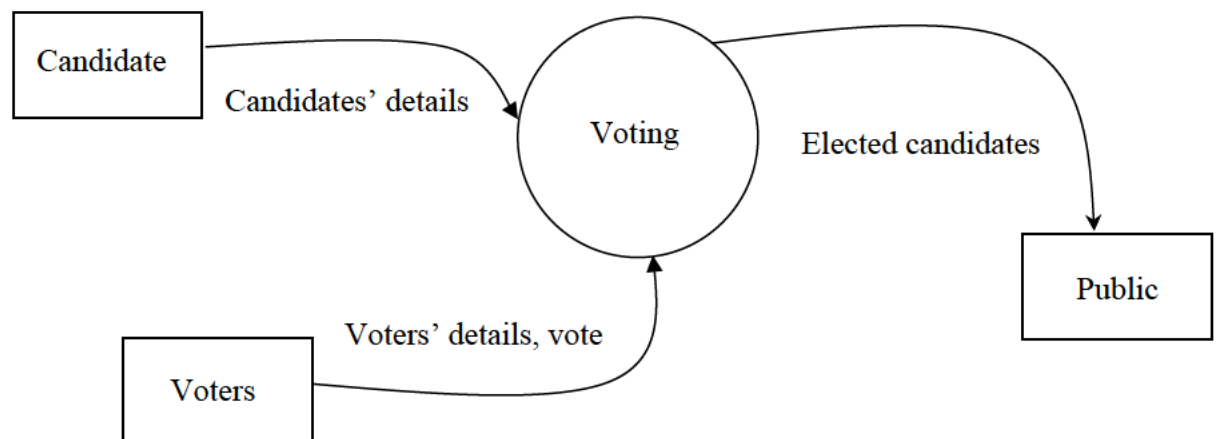 Candidate
Candidates’ details
Voting
Elected candidates
Public
Voters’ details, vote
Voters